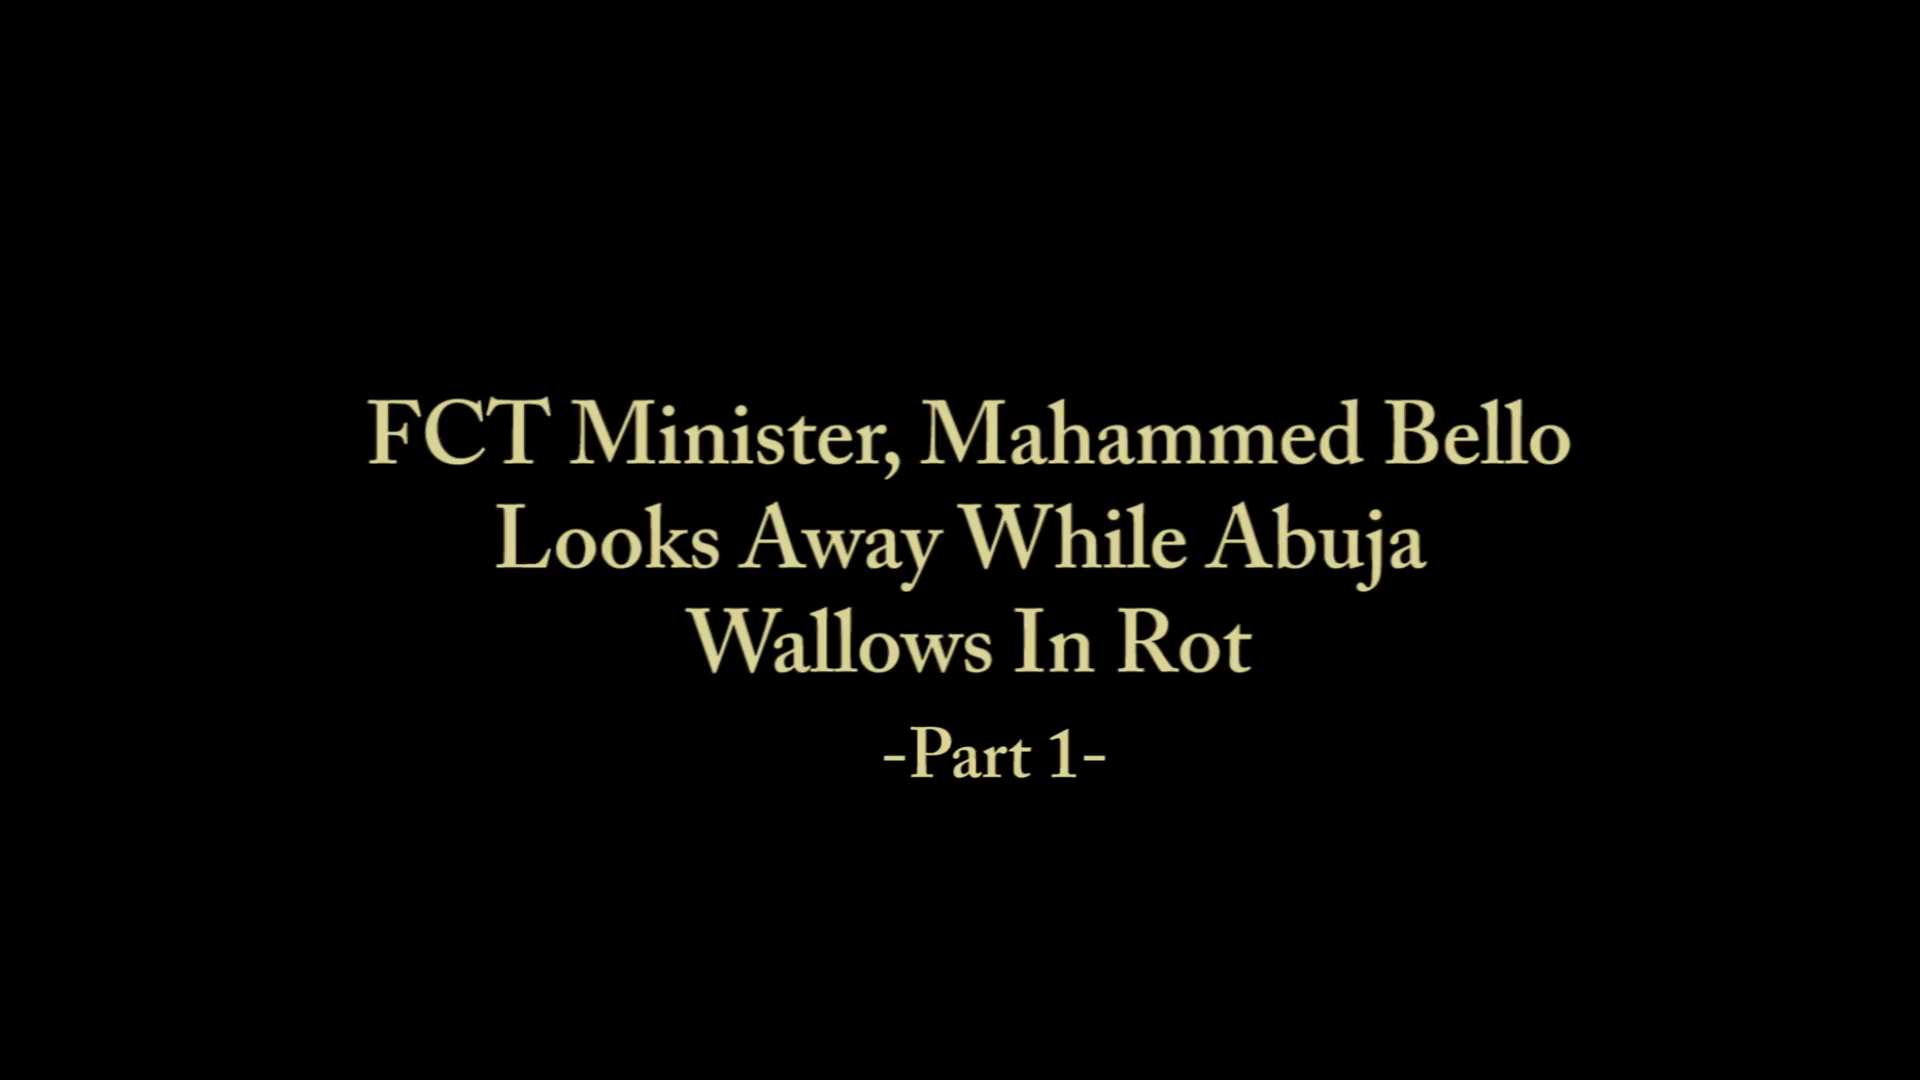 FCT Minister, Mahammed Bello
Looks Away While Abuja
Wallows In Rot
-Part 1-